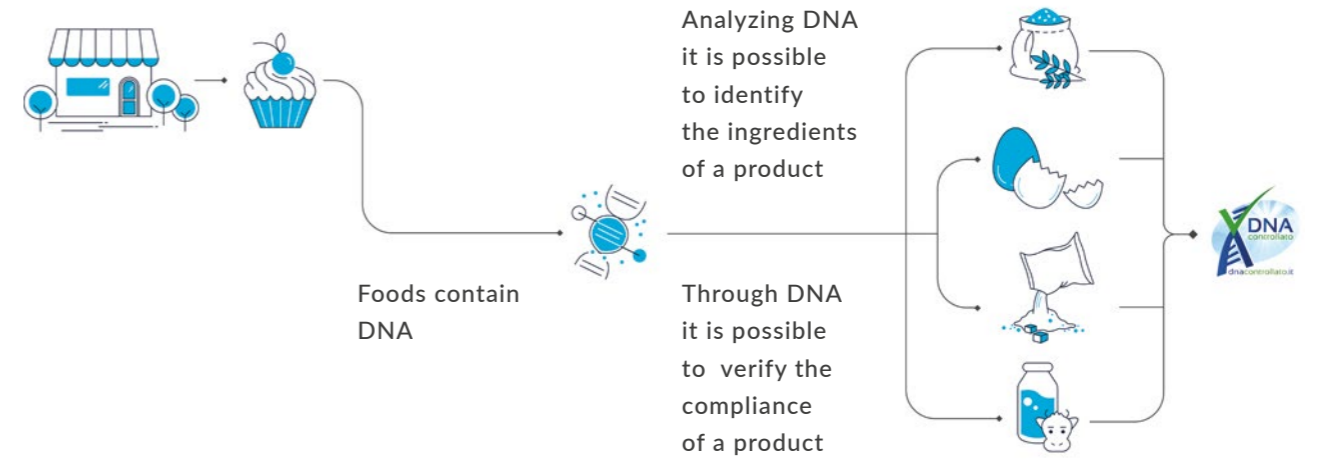 Analyzing DNA
it is possible
to identify
the ingredients
of a product
Foods contain
DNA
Through DNA
it is possible
to  verify the
compliance
of a product
DNA
controllato
dnacontrollato.it